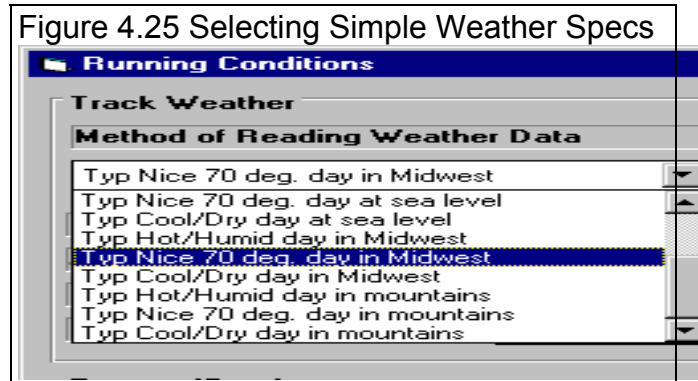 Figure 4.25 Selecting Simple Weather Specs
Running Conditions
Track Weather
Method of Reading Weather Data
Typ Nice 70 deg. day in Midwest
Typ Nice 70 deg. day at sea level
Typ Cool/Dry day at sea level
Typ Hot/Humid day in Midwest
Typ Nice 70 deg. day in Midwest
Typ Cool/Dry day in Midwest
Typ Hot/Humid day in mountains
Typ Nice 70 deg. day in mountains
Typ Cool/Dry day in mountains